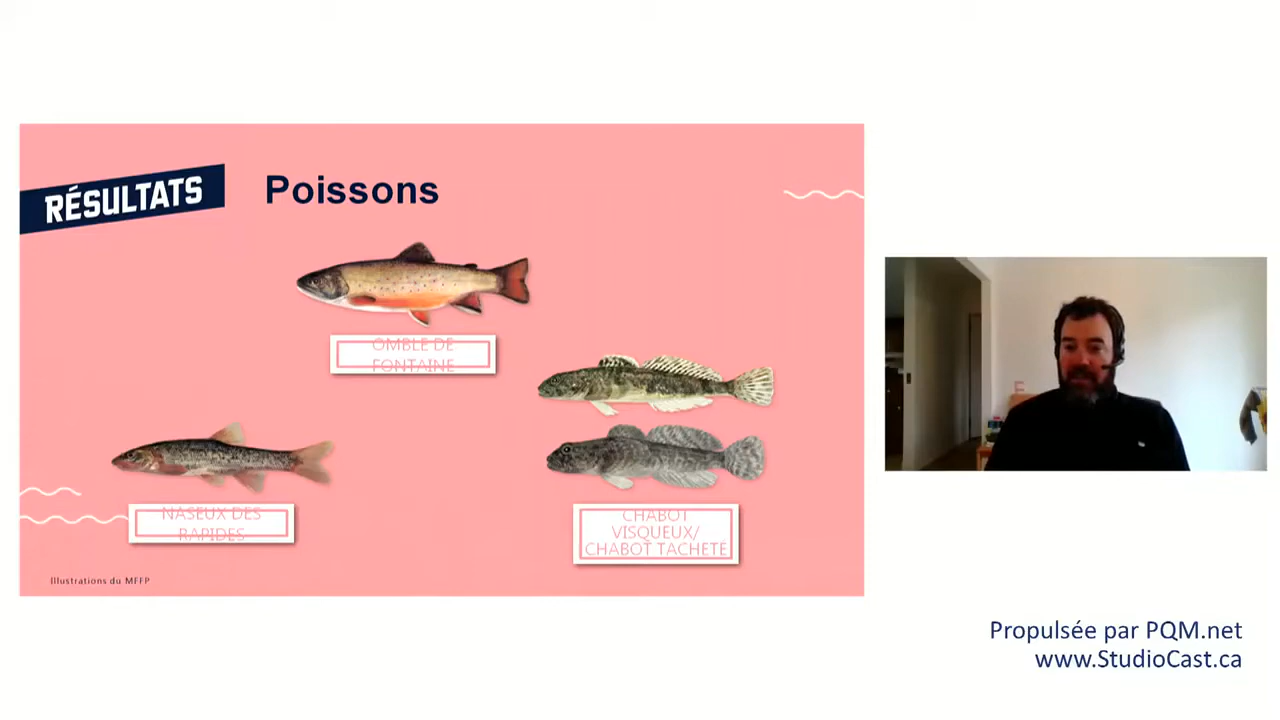 RÉSULTATS
Poissons
OMBLE DE
FONTAINE
NASEUX DES
RAPIDES
CHABOT
VISQUEUX/
CHABOT TACHETÉ
Illustrations du MFFP
Propulsée par PQM.net
www.StudioCast.ca